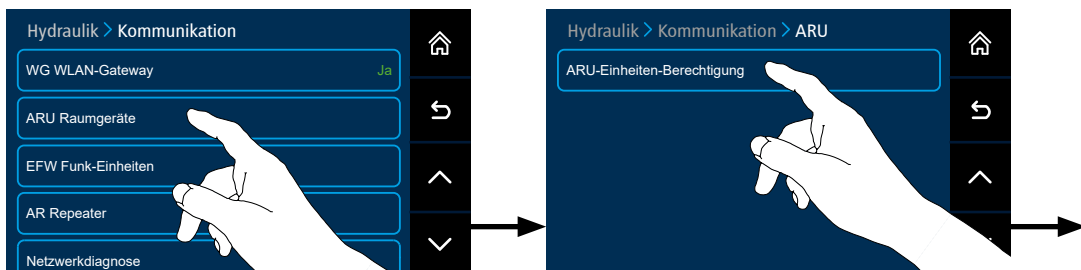 Hydraulik > Kommunikation
WG WLAN-Gateway Ja
ARU Raumgeräte
EFW Funk-Einheiten
AR Repeater
Netzwerkdiagnose
Hydraulik > Kommunikation > ARU
ARU-Einheiten-Berechtigung